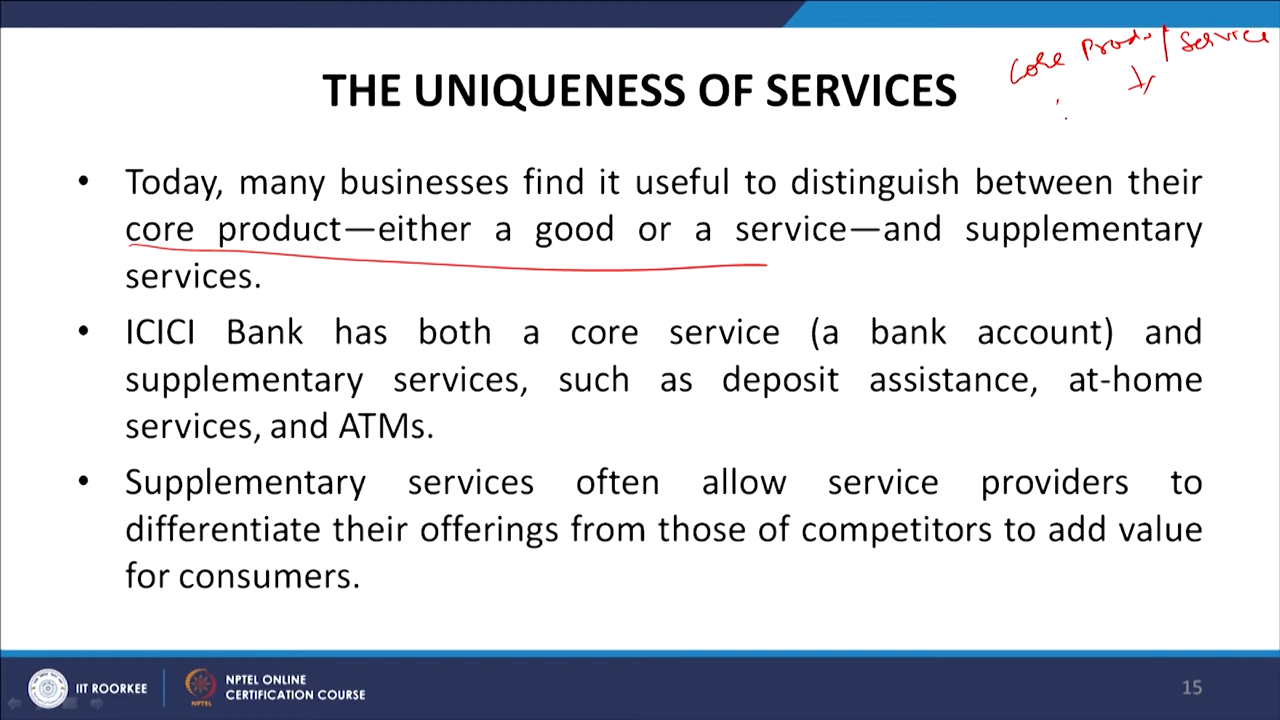 Core Prod. / Service
THE UNIQUENESS OF SERVICES
• Today, many businesses find it useful to distinguish between their
core product—either a good or a service—and supplementary
services.
• ICICI Bank has both a core service (a bank account) and
supplementary services, such as deposit assistance, at-home
services, and ATMs.
• Supplementary services often allow service providers to
differentiate their offerings from those of competitors to add value
for consumers.
IIT ROORKEE
NPTEL ONLINE
CERTIFICATION COURSE
NPTEL
15